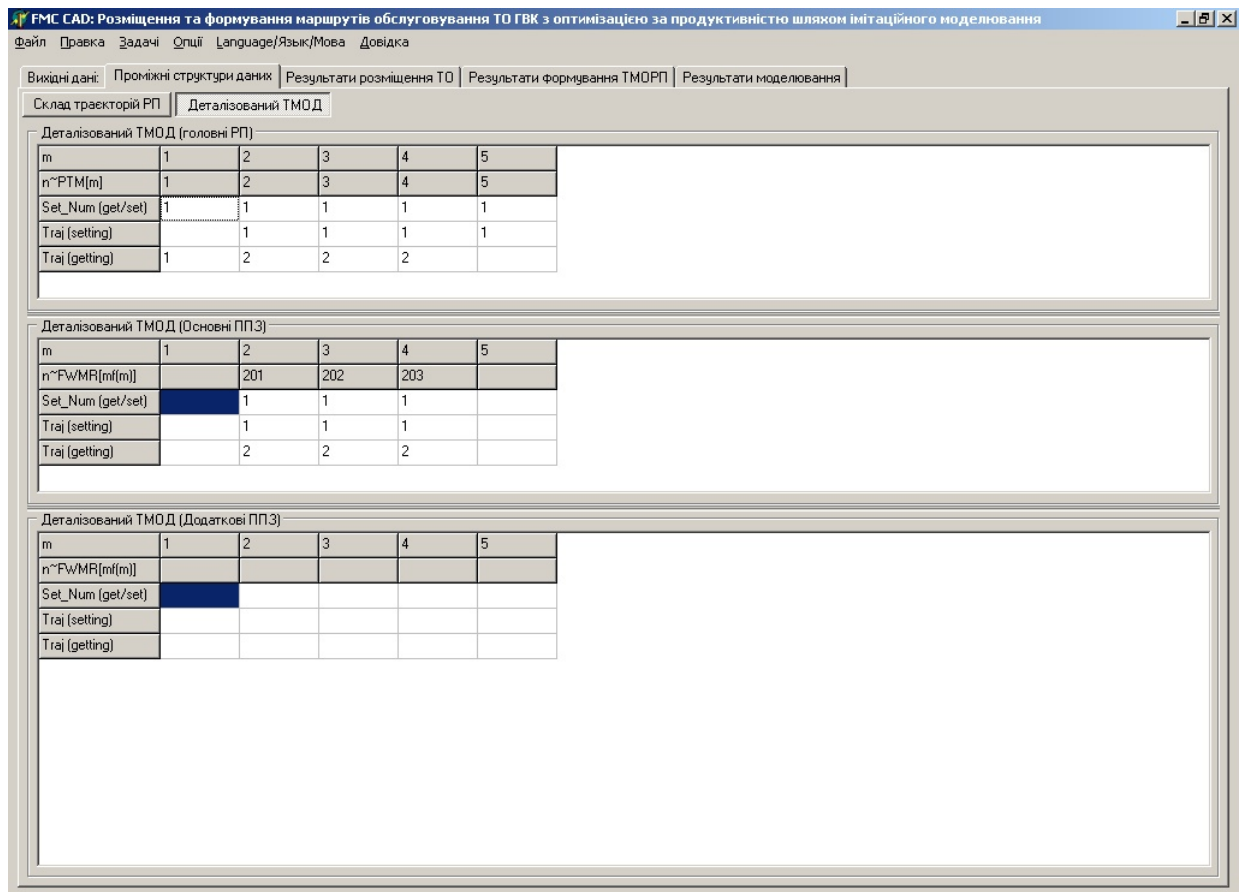 FMC CAD: Розміщення та формування маршрутів обслуговування ТО ГВК з оптимізацією за продуктивністю шляхом імітаційного моделювання
Файл Правка Задачі Опції Language/Язык/Мова Довідка
Вихідні дані: Проміжні структури даних Результати розміщення ТО Результати формування ТМОРП Результати моделювання
Склад траєкторій РП Деталізований ТМОД
Деталізований ТМОД (головні РП)
m 1 2 3 4 5
n~PTM[m] 1 2 3 4 5
Set_Num (get/set) 1 1 1 1 1
Traj (setting) 1 1 1 1
Traj (getting) 1 2 2 2
Деталізований ТМОД (Основні ППЗ)
m 1 2 3 4 5
n~FWMR[mf(m)] 201 202 203
Set_Num (get/set) 1 1 1
Traj (setting) 1 1 1
Traj (getting) 2 2 2
Деталізований ТМОД (Додаткові ППЗ)
m 1 2 3 4 5
n~FWMR[mf(m)]
Set_Num (get/set)
Traj (setting)
Traj (getting)